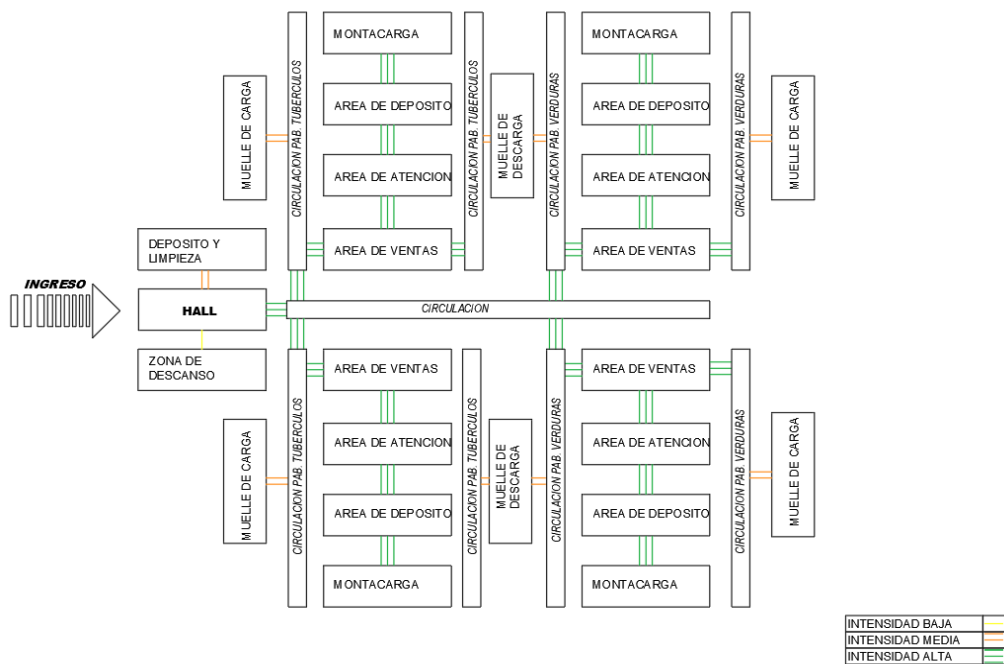 MONTACARGA
MONTACARGA
AREA DE DEPOSITO
AREA DE DEPOSITO
AREA DE ATENCION
AREA DE ATENCION
AREA DE VENTAS
AREA DE VENTAS
MUELLE DE CARGA
CIRCULACION PAB. TUBERCULOS
CIRCULACION PAB. TUBERCULOS
MUELLE DE
DESCARGA
CIRCULACION PAB. VERDURAS
CIRCULACION PAB. VERDURAS
MUELLE DE CARGA
DEPOSITO Y
LIMPIEZA
INGRESO
HALL
CIRCULACION
ZONA DE
DESCANSO
AREA DE VENTAS
AREA DE VENTAS
AREA DE ATENCION
AREA DE ATENCION
AREA DE DEPOSITO
AREA DE DEPOSITO
MONTACARGA
MONTACARGA
MUELLE DE CARGA
CIRCULACION PAB. TUBERCULOS
CIRCULACION PAB. TUBERCULOS
MUELLE DE
DESCARGA
CIRCULACION PAB. VERDURAS
CIRCULACION PAB. VERDURAS
MUELLE DE CARGA
INTENSIDAD BAJA
INTENSIDAD MEDIA
INTENSIDAD ALTA